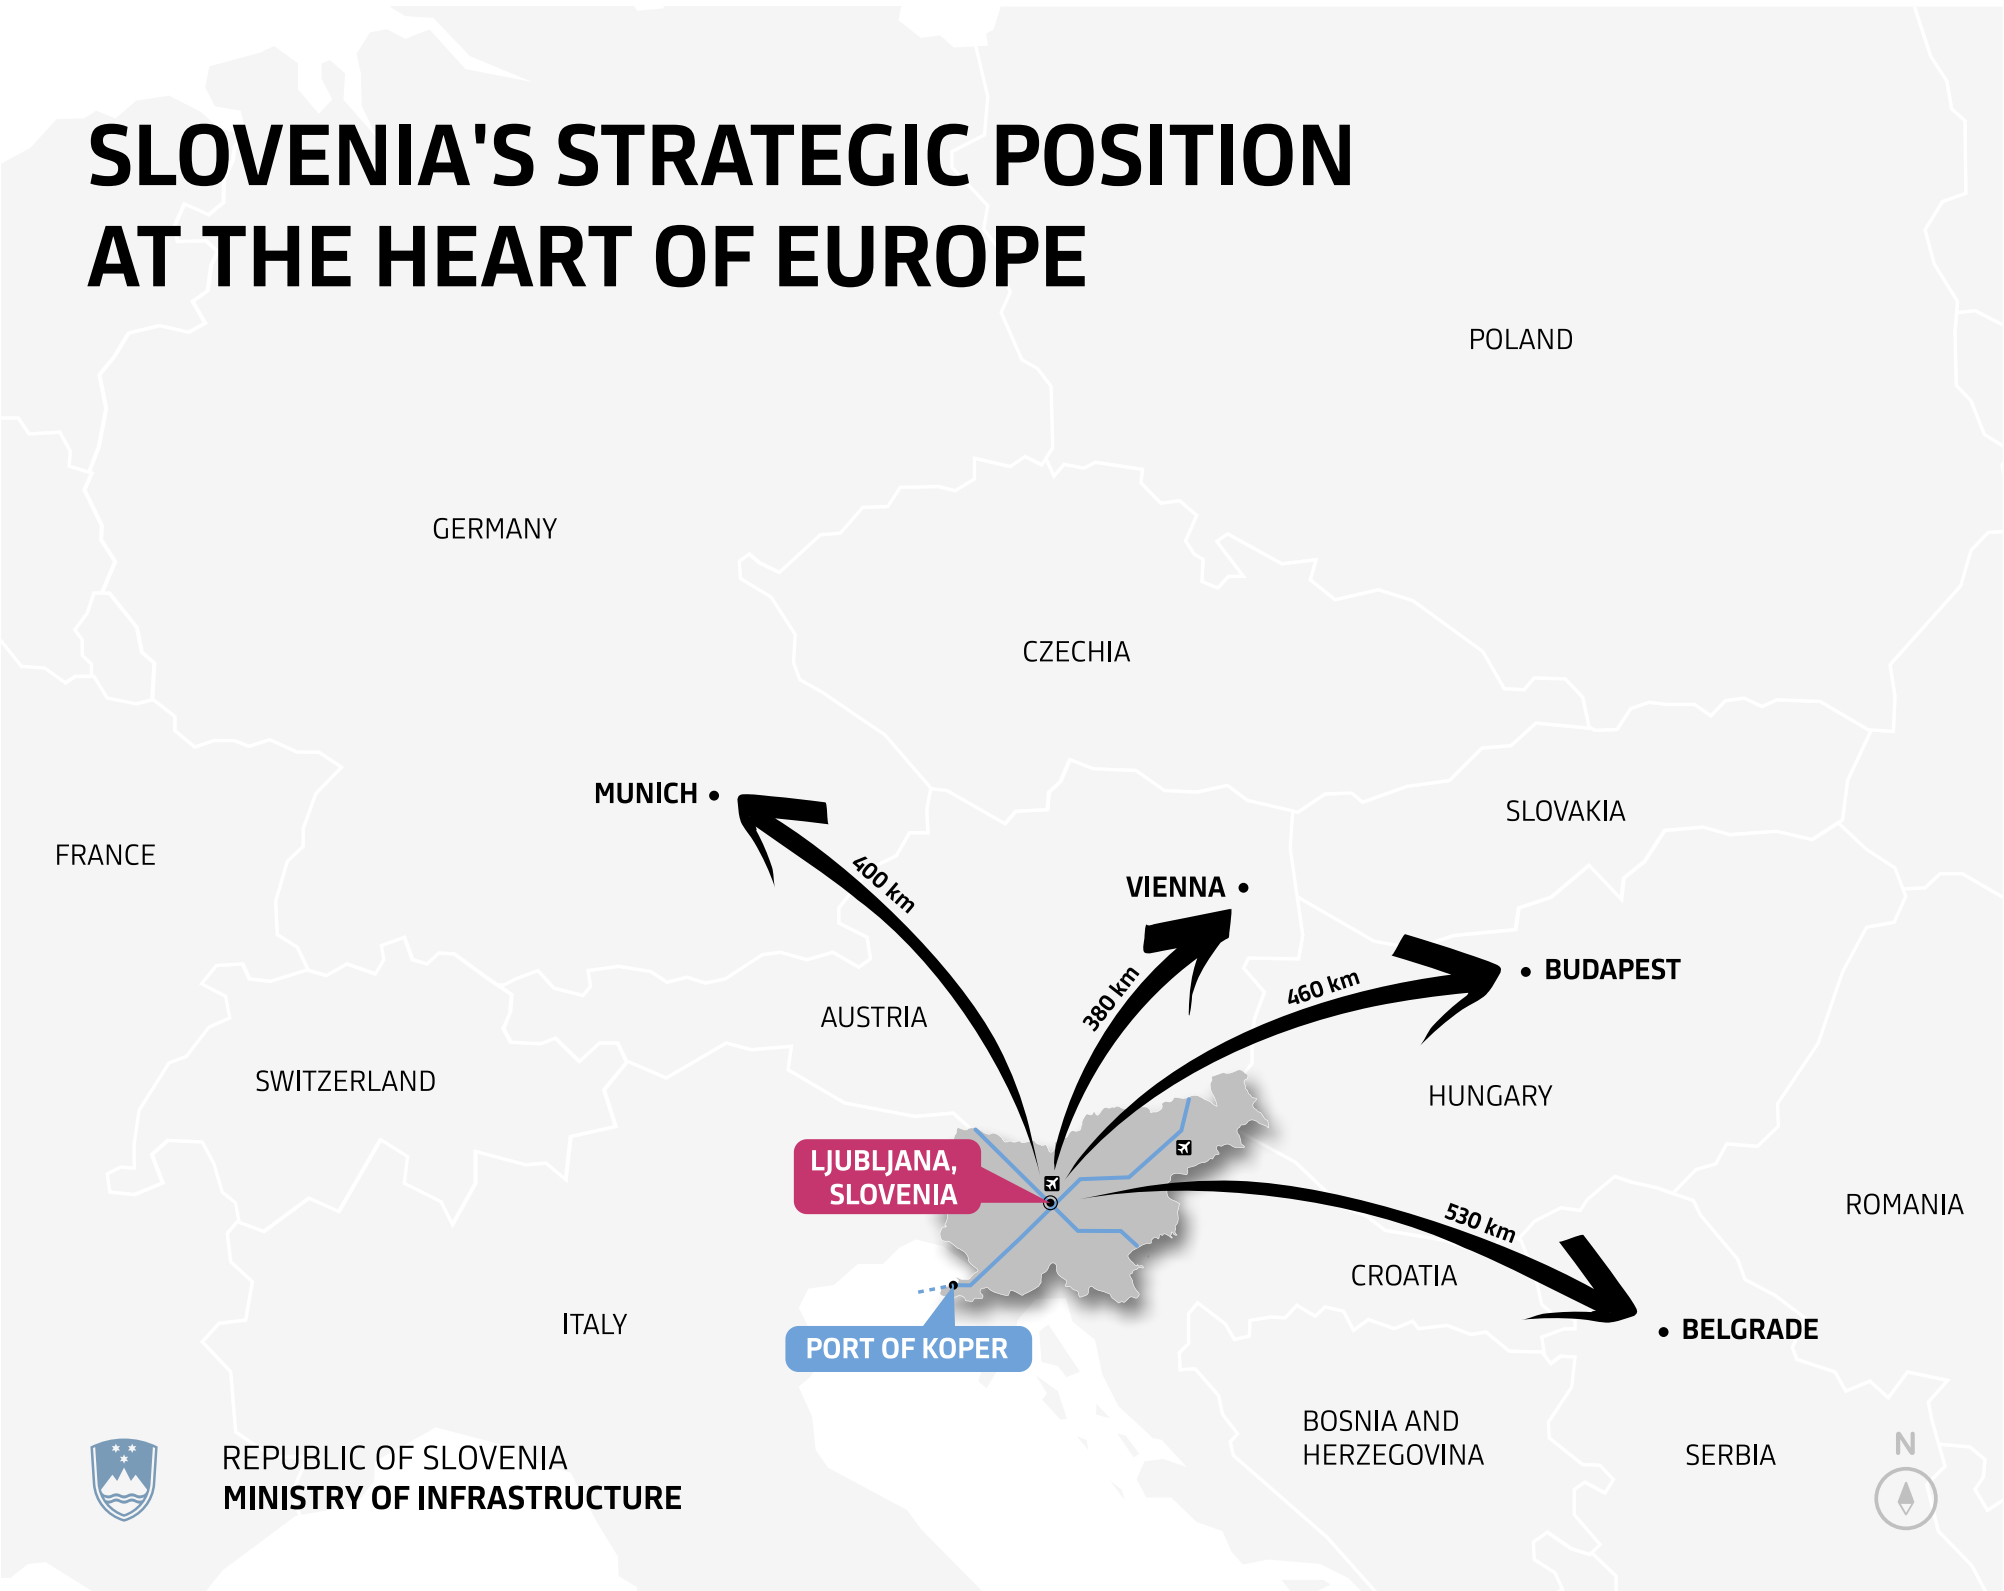 SLOVENIA'S STRATEGIC POSITION
AT THE HEART OF EUROPE
POLAND
GERMANY
CZECHIA
MUNICH
SLOVAKIA
FRANCE
400 km
VIENNA
BUDAPEST
380 km
460 km
AUSTRIA
SWITZERLAND
HUNGARY
LJUBLJANA,
SLOVENIA
ROMANIA
530 km
CROATIA
ITALY
BELGRADE
PORT OF KOPER
BOSNIA AND
HERZEGOVINA
SERBIA
N
REPUBLIC OF SLOVENIA
MINISTRY OF INFRASTRUCTURE